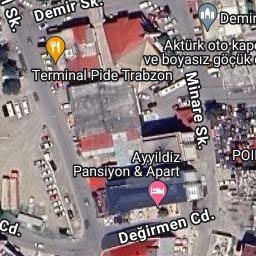 Demir Sk.
Sk.
Demir
Aktürk oto kapo
ve boyasız göçük
Terminal Pide Trabzon
Minare Sk.
Ayyildiz
Pansiyon & Apart
POI
Değirmen Cd.
Cd.